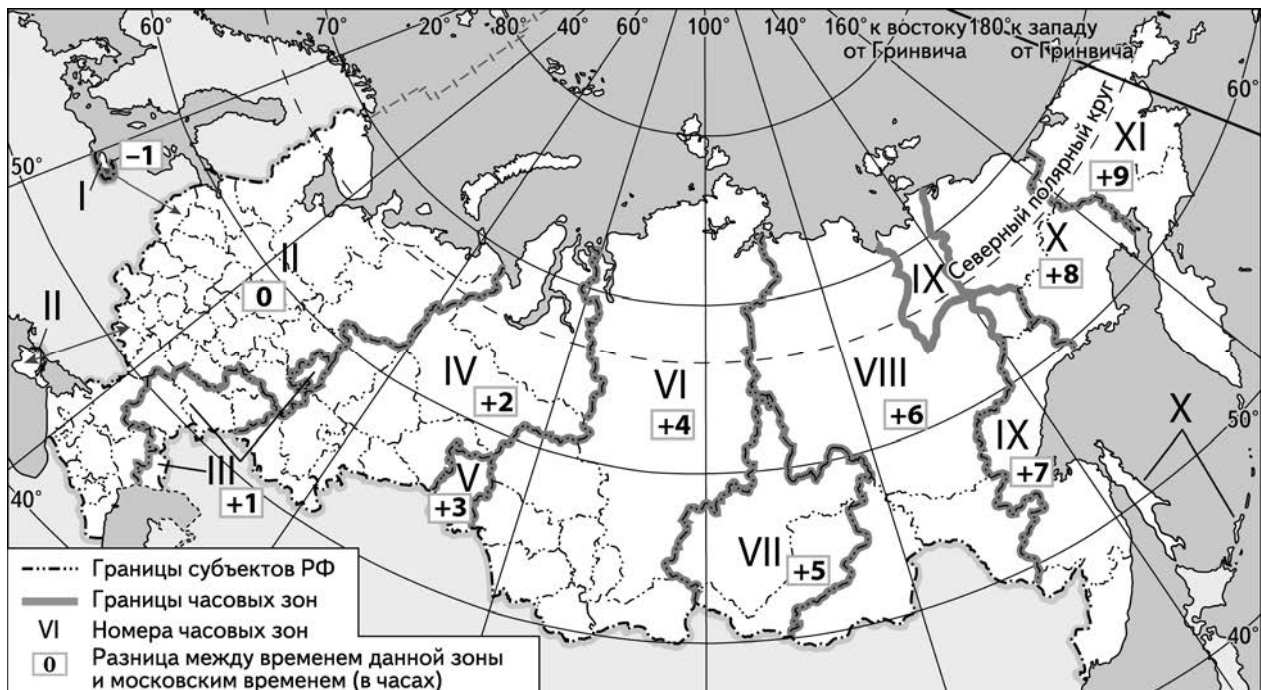 60° 70° 20° 40° 60° 80° 100° 120° 140° 160° к востоку 180° к западу
от Гринвича от Гринвича
60°
50°
–1
I
II
0
II
IV
+2
VI
+4
VIII
+6
IX
Северный полярный круг
XI
+9
X
+8
X
50°
IX
+7
V
+3
III
+1
VII
+5
40°
40°
Границы субъектов РФ
Границы часовых зон
VI Номера часовых зон
0 Разница между временем данной зоны
и московским временем (в часах)